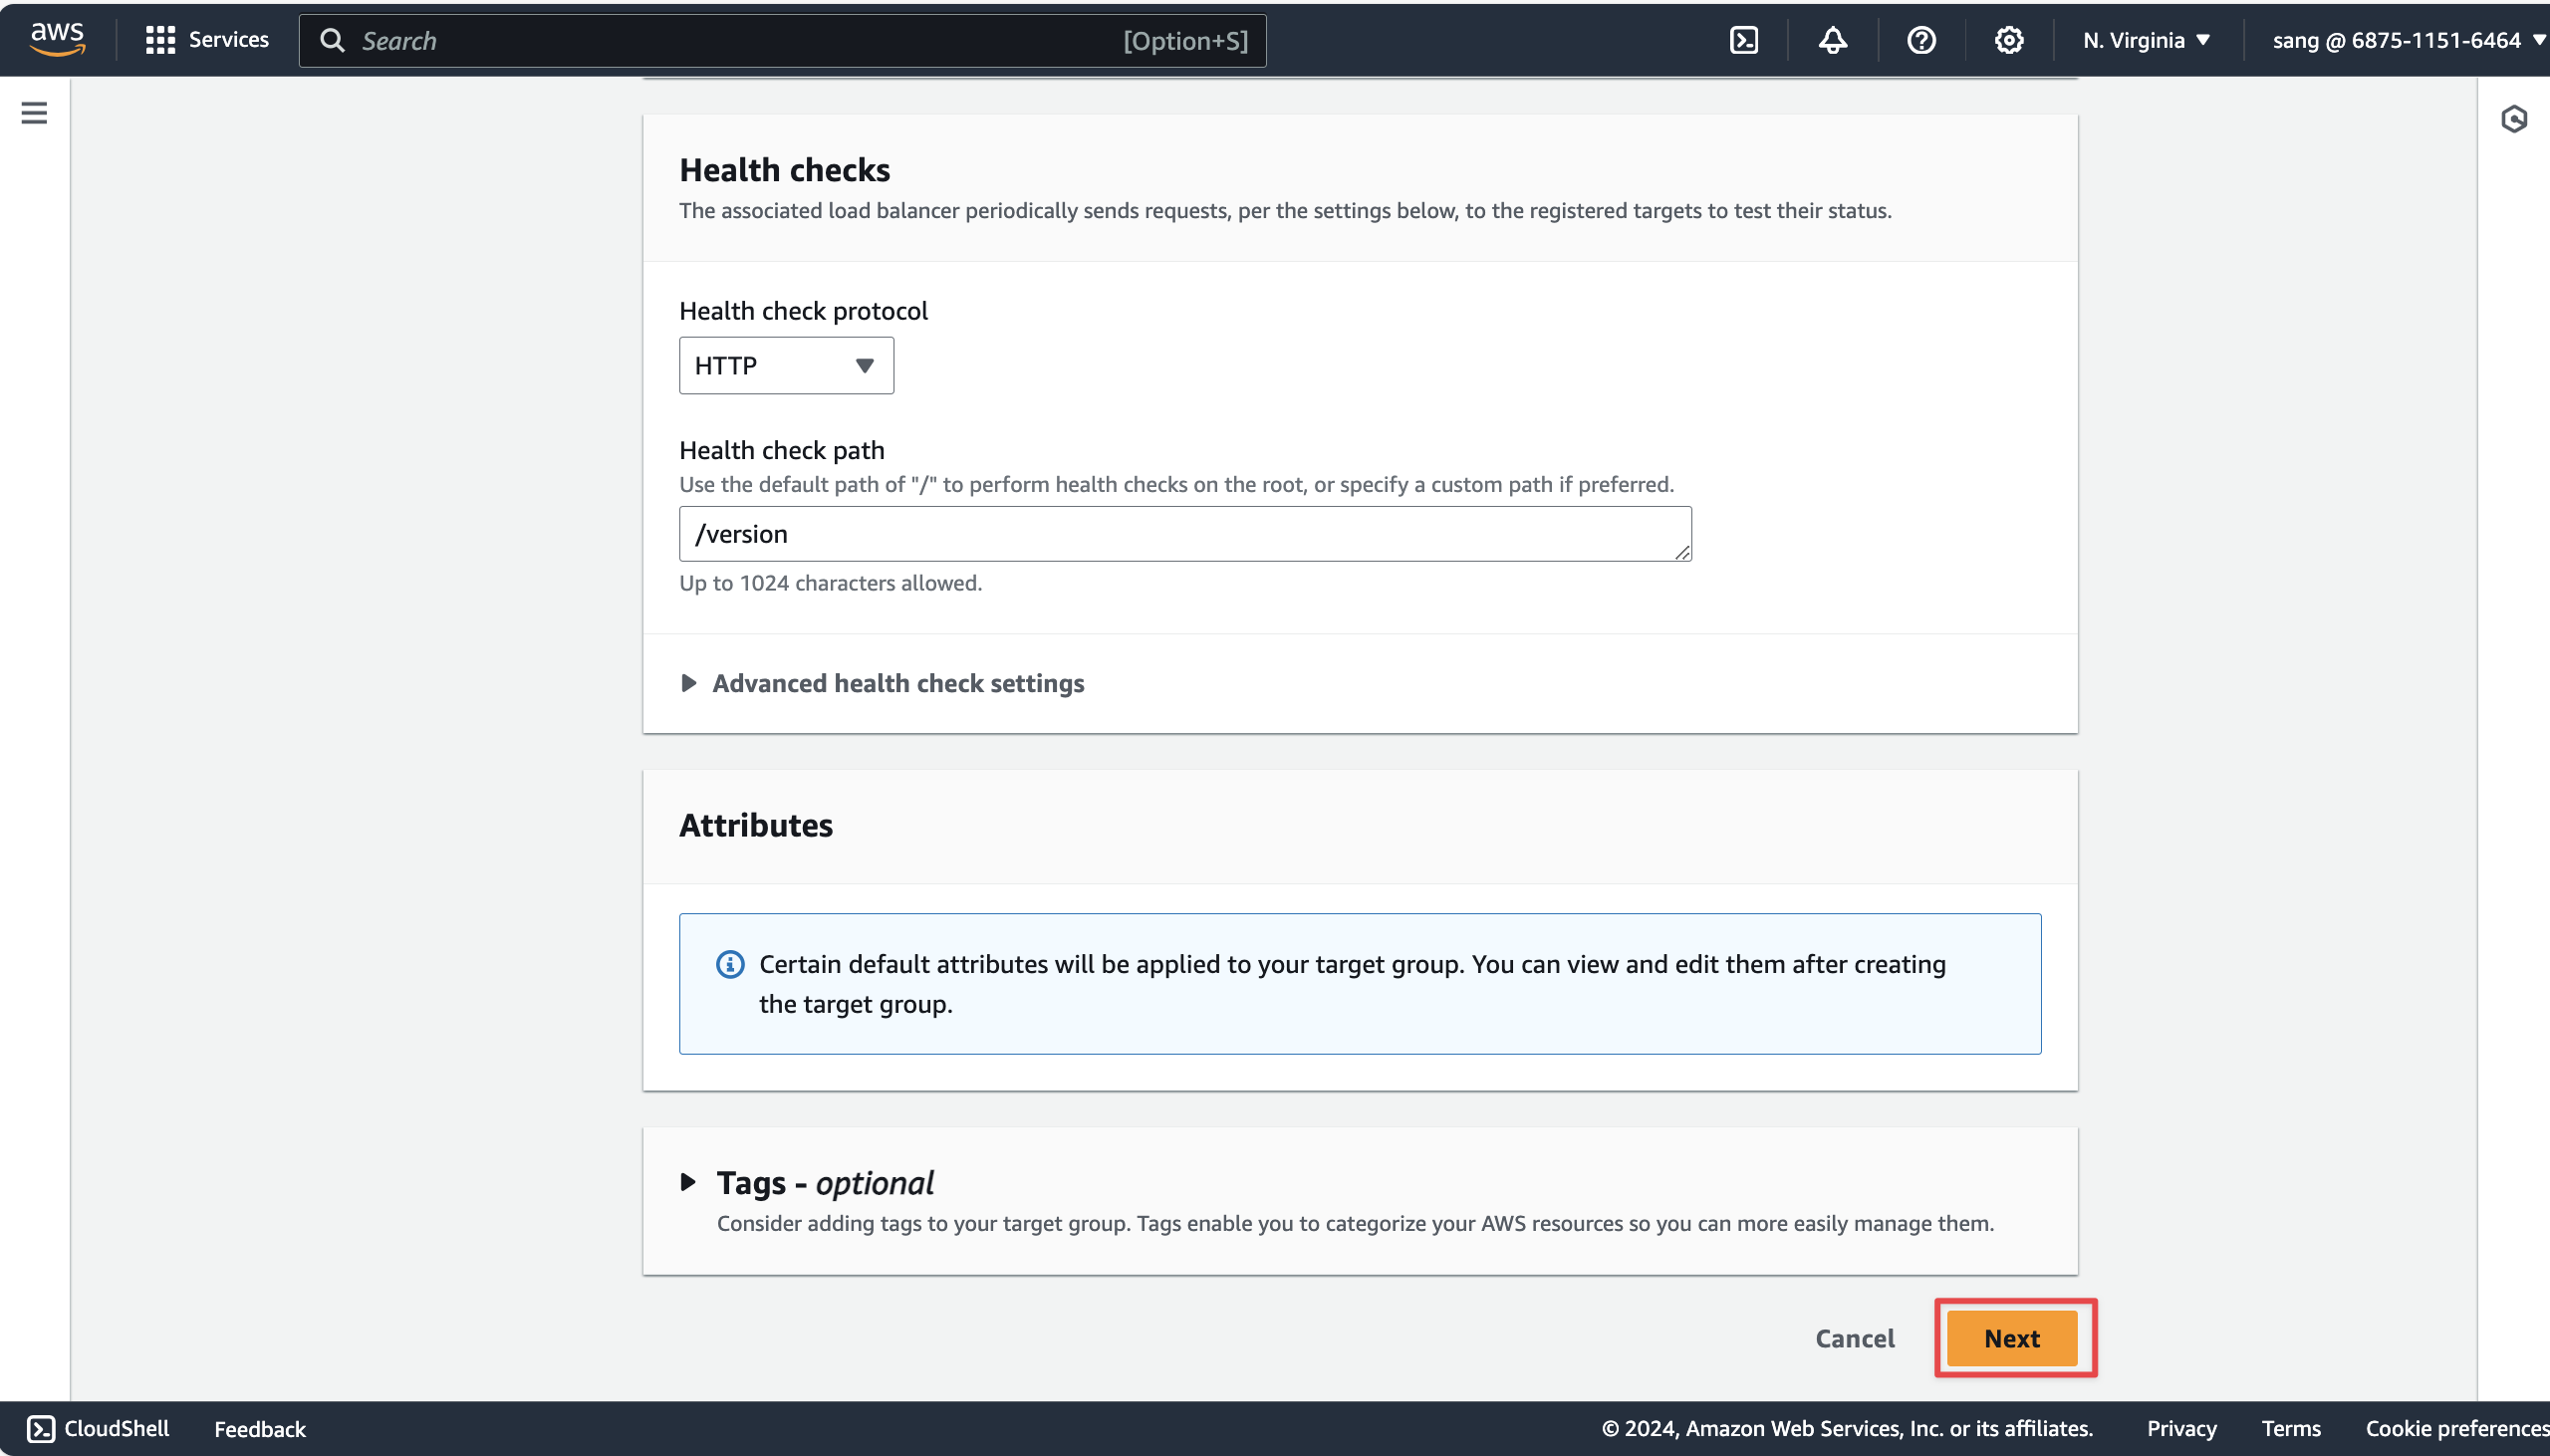 aws
Services
Search
[Option+S]
N. Virginia
sang @ 6875-1151-6464
Health checks
The associated load balancer periodically sends requests, per the settings below, to the registered targets to test their status.
Health check protocol
HTTP
Health check path
Use the default path of "/" to perform health checks on the root, or specify a custom path if preferred.
/version
Up to 1024 characters allowed.
Advanced health check settings
Attributes
Certain default attributes will be applied to your target group. You can view and edit them after creating
the target group.
Tags - optional
Consider adding tags to your target group. Tags enable you to categorize your AWS resources so you can more easily manage them.
Cancel
Next
CloudShell
Feedback
© 2024, Amazon Web Services, Inc. or its affiliates.
Privacy
Terms
Cookie preferences